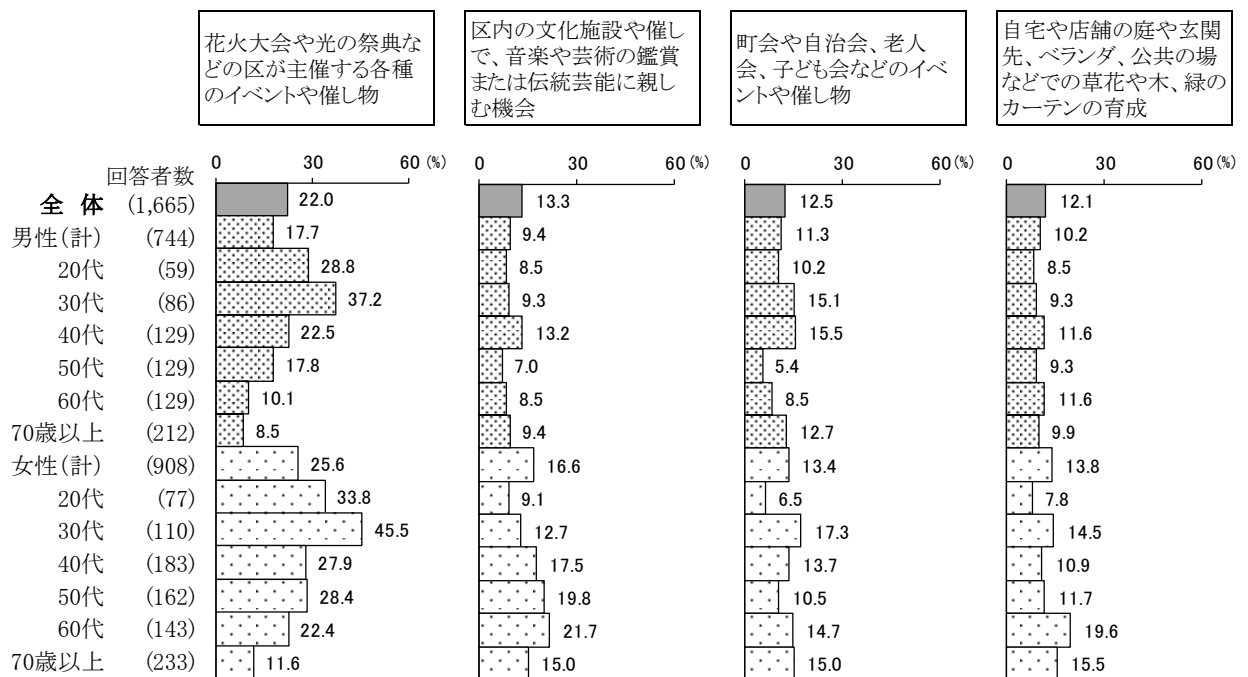 花火大会や光の祭典な
どの区が主催する各種
のイベントや催し物
区内の文化施設や催し
で、音楽や芸術の鑑賞
または伝統芸能に親し
む機会
町会や自治会、老人
会、子ども会などのイベ
ントや催し物
自宅や店舗の庭や玄関
先、ベランダ、公共の場
などでの草花や木、緑の
カーテンの育成
回答者数 0 30 60 (%) 0 30 60 (%) 0 30 60 (%) 0 30 60 (%)
全 体 (1,665) 22.0 13.3 12.5 12.1
男性(計) (744) 17.7 9.4 11.3 10.2
20代 (59) 28.8 8.5 10.2 8.5
30代 (86) 37.2 9.3 15.1 9.3
40代 (129) 22.5 13.2 15.5 11.6
50代 (129) 17.8 7.0 5.4 9.3
60代 (129) 10.1 8.5 8.5 11.6
70歳以上 (212) 8.5 9.4 12.7 9.9
女性(計) (908) 25.6 16.6 13.4 13.8
20代 (77) 33.8 9.1 6.5 7.8
30代 (110) 45.5 12.7 17.3 14.5
40代 (183) 27.9 17.5 13.7 10.9
50代 (162) 28.4 19.8 10.5 11.7
60代 (143) 22.4 21.7 14.7 19.6
70歳以上 (233) 11.6 15.0 15.0 15.5